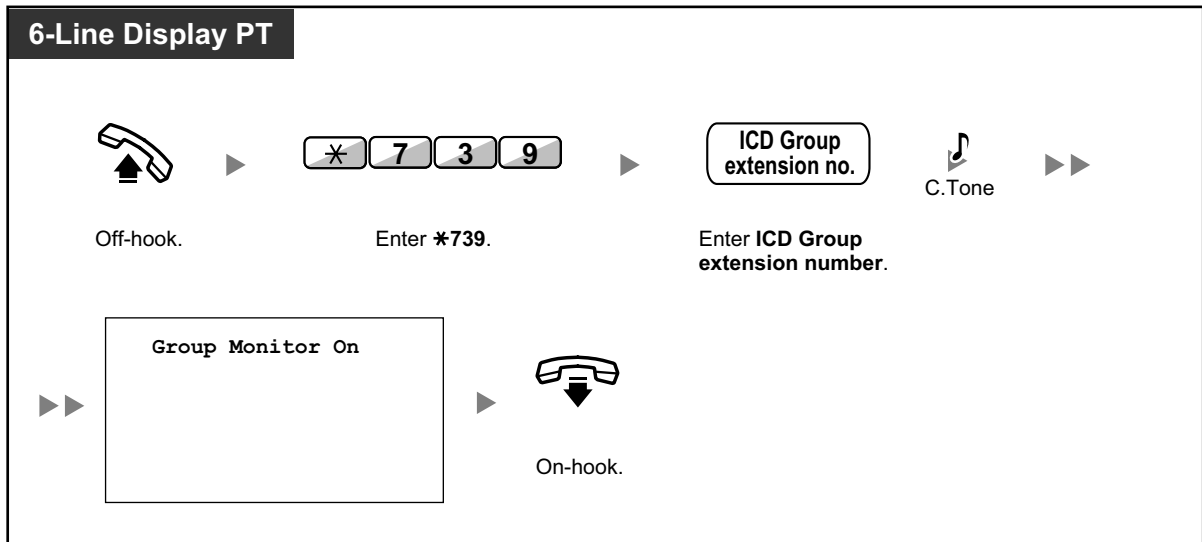 6-Line Display PT
✳ 7 3 9
ICD Group
extension no.
C.Tone
Off-hook.
Enter ✳739.
Enter ICD Group
extension number.
Group Monitor On
On-hook.